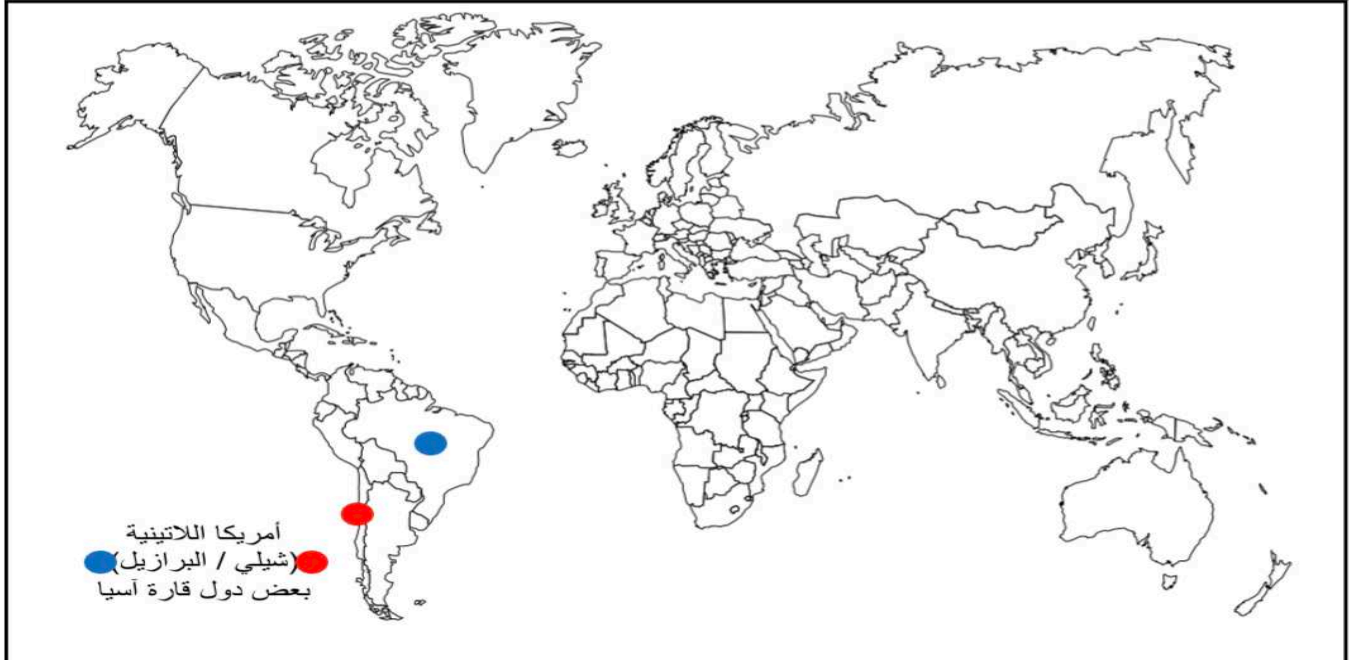 أمريكا اللاتينية
(شيلي / البرازيل)
بعض دول قارة آسيا